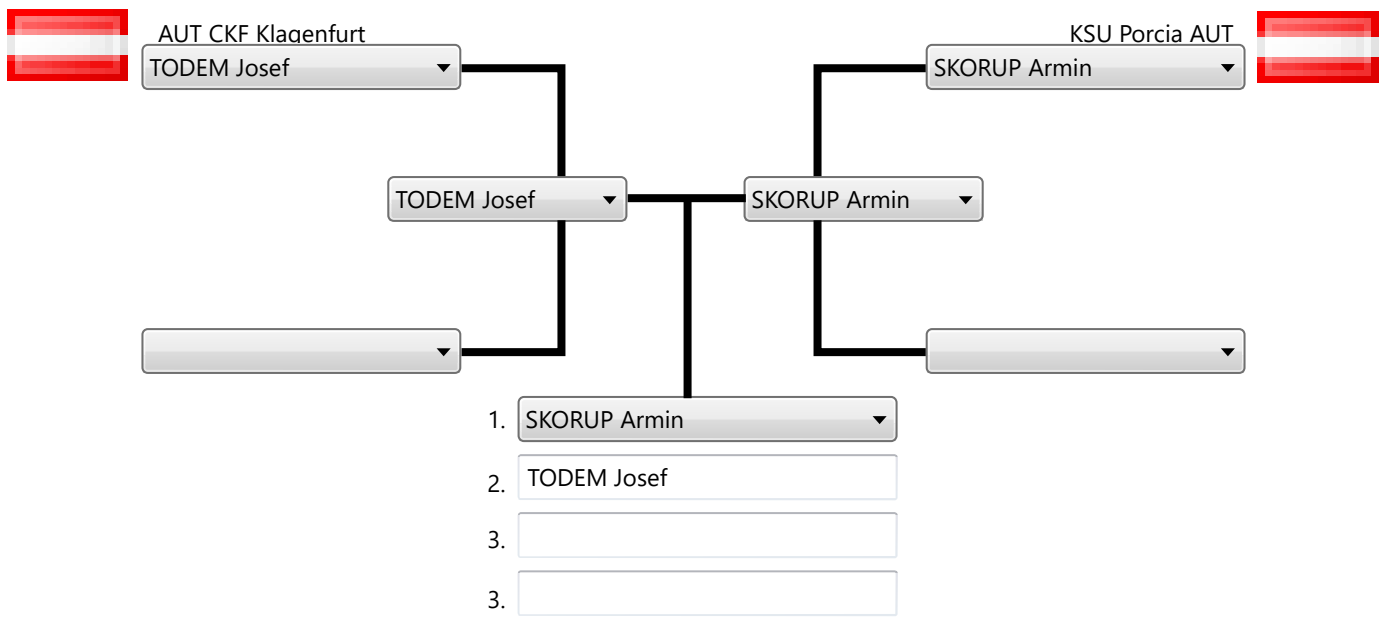 AUT CKF Klagenfurt
KSU Porcia AUT
TODEM Josef
SKORUP Armin
TODEM Josef
SKORUP Armin
1. SKORUP Armin
2. TODEM Josef
3.
3.